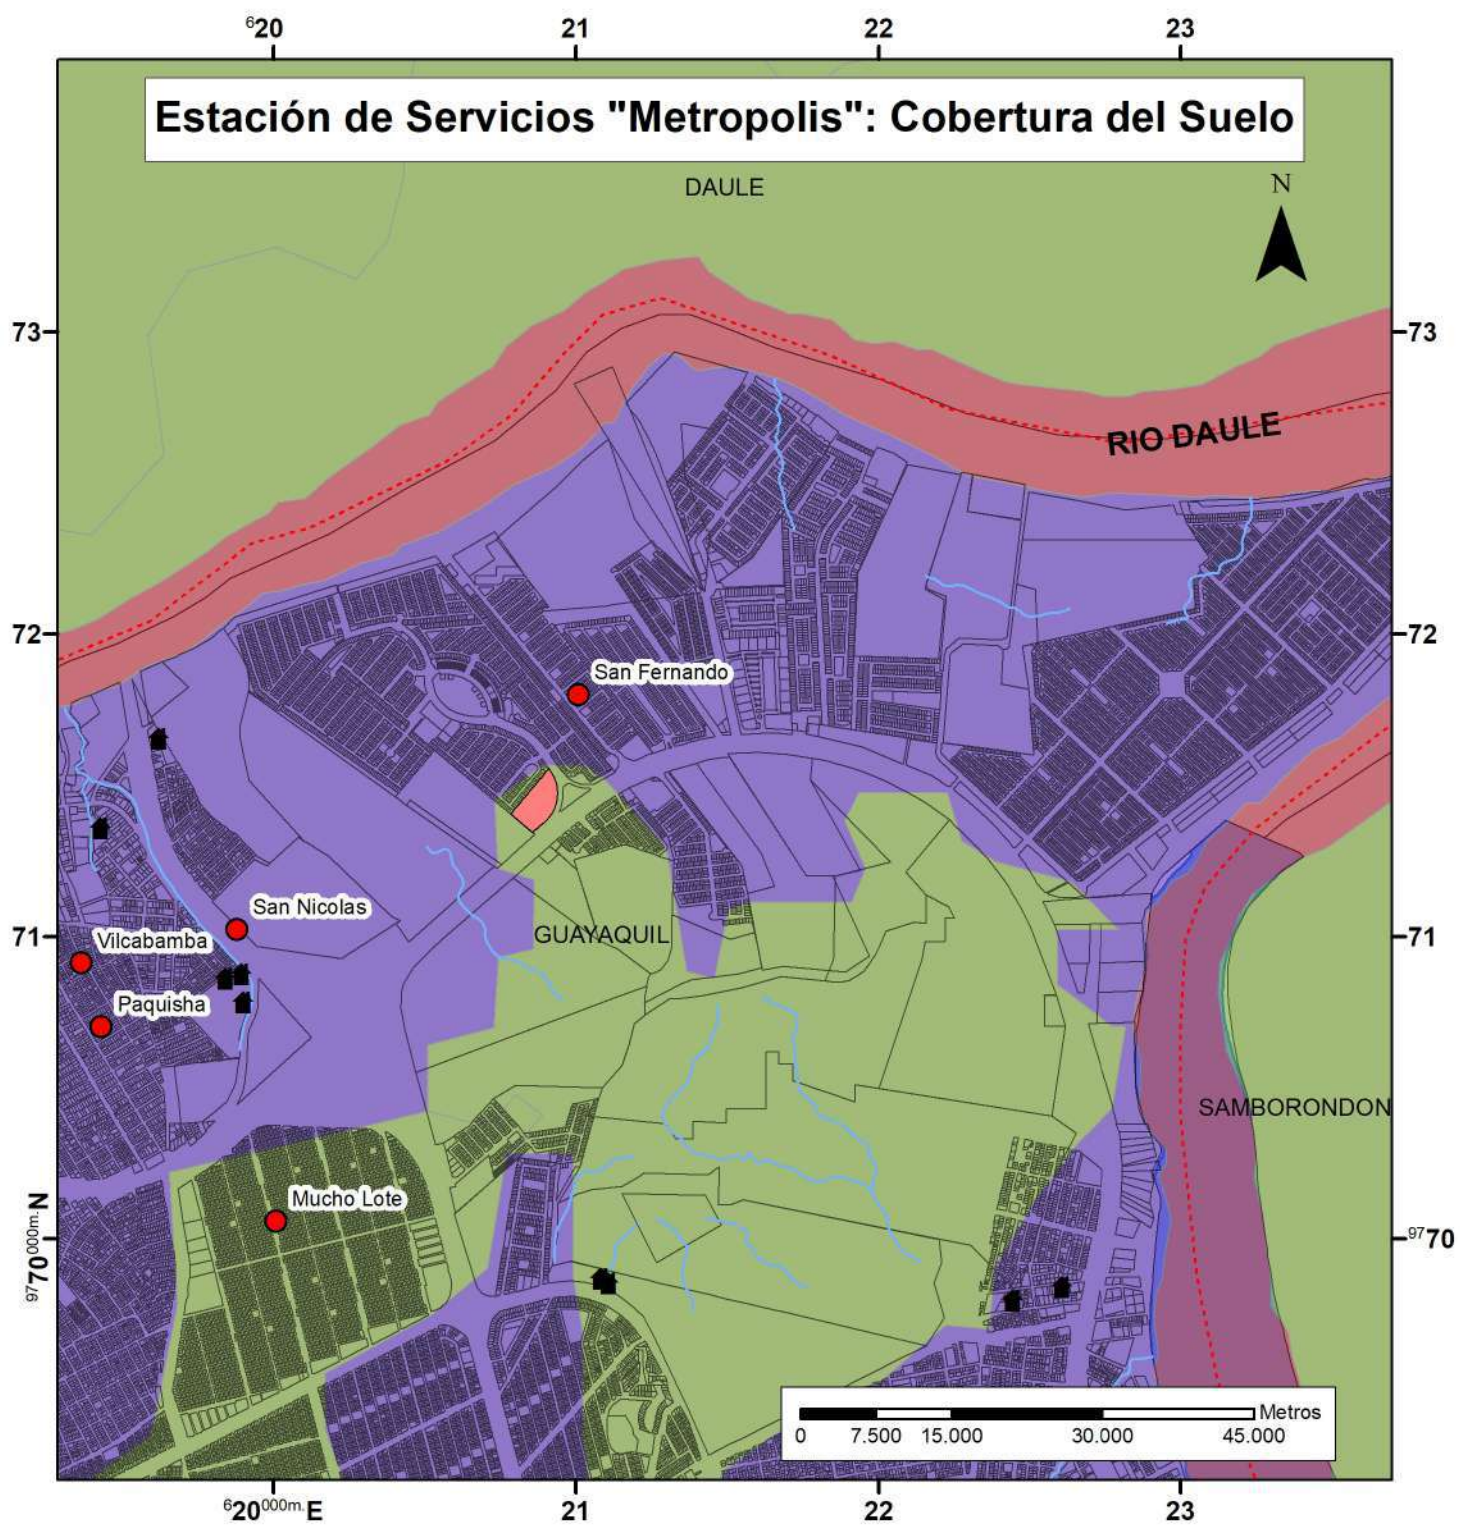 ⁶20 21 22 23
Estación de Servicios "Metropolis": Cobertura del Suelo
DAULE
N
73 73
RIO DAULE
72 72
San Fernando
San Nicolas
71 Vilcabamba GUAYAQUIL 71
Paquisha
SAMBORONDON
Mucho Lote
⁹⁷70⁰⁰⁰ᵐ·N ⁹⁷70
Metros
0 7.500 15.000 30.000 45.000
⁶20⁰⁰⁰ᵐ·E 21 22 23